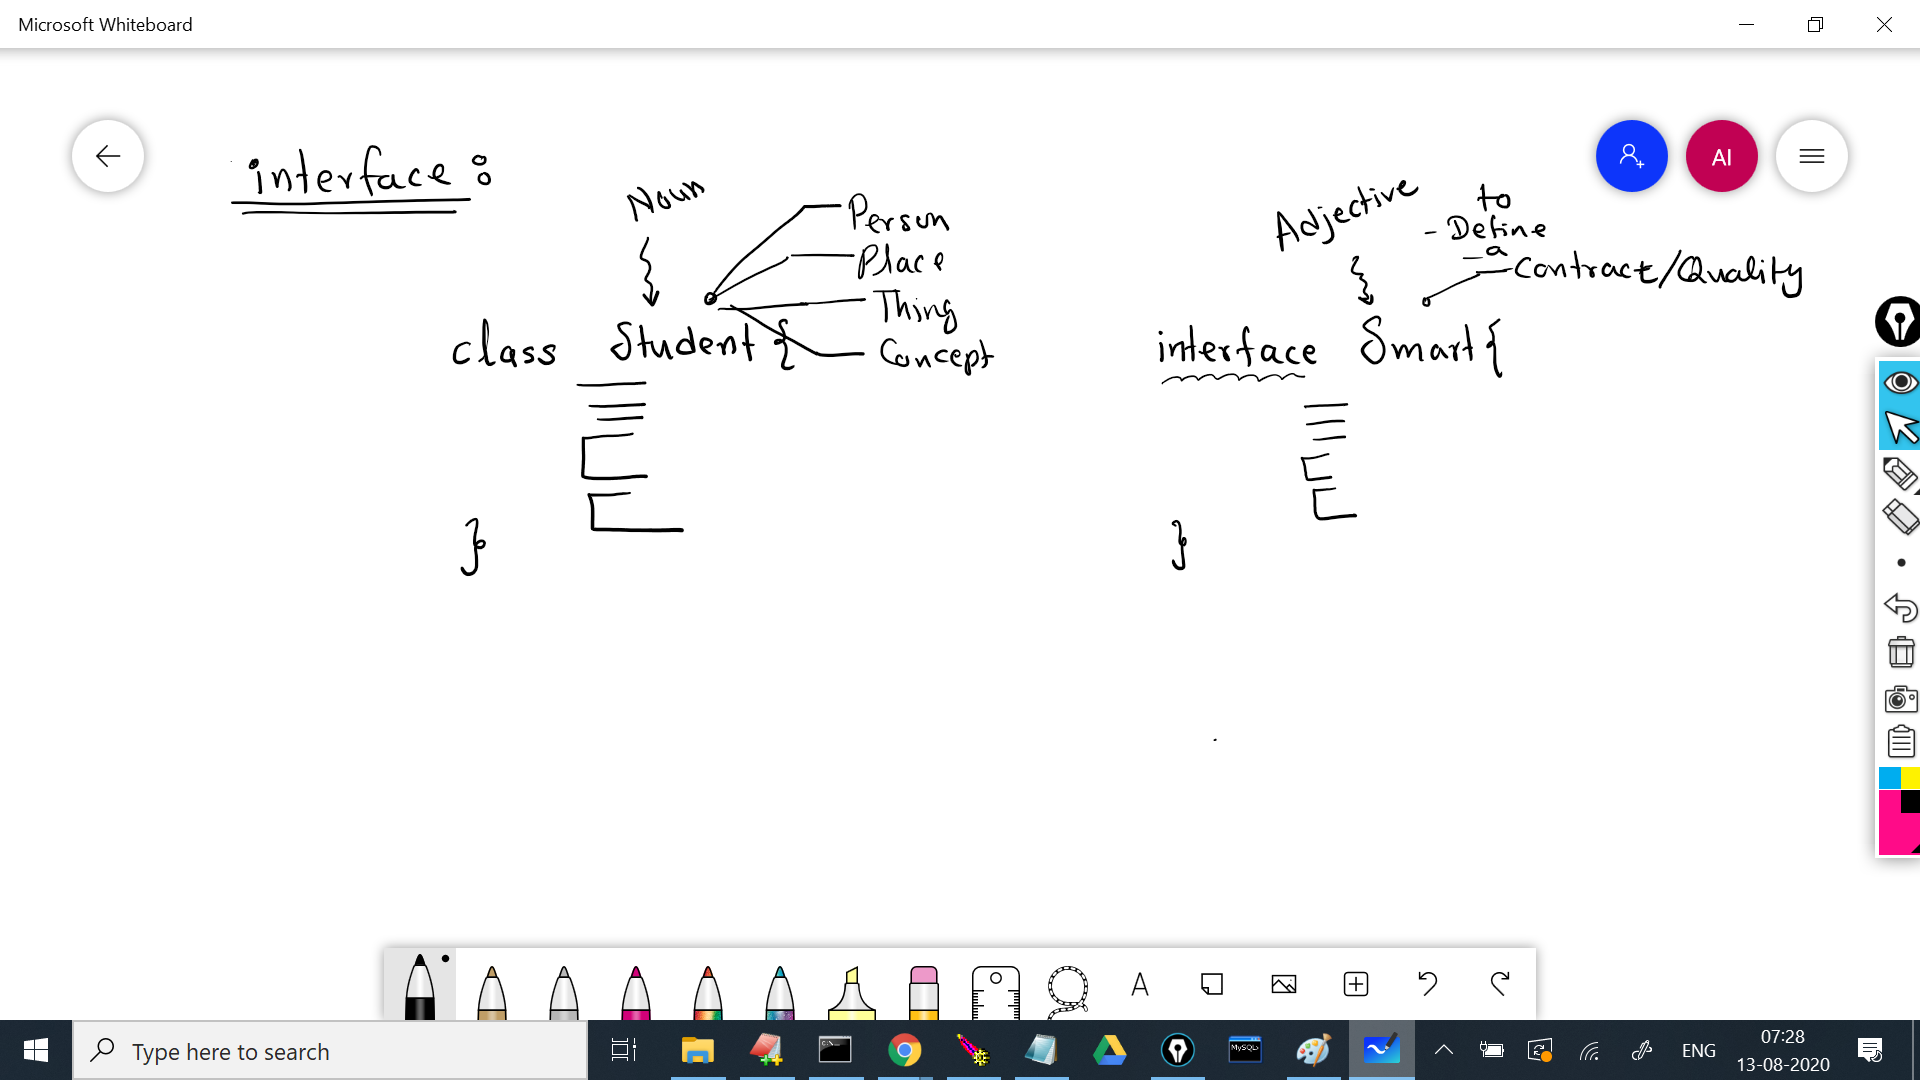 Microsoft Whiteboard
interface :
AI
Noun
Person
Place
Thing
Concept
class Student {
}
Adjective
- to Define
- a
Contract/Quality
interface Smart {
}
A
Type here to search
C:\
MySQL
ENG
07:28
13-08-2020